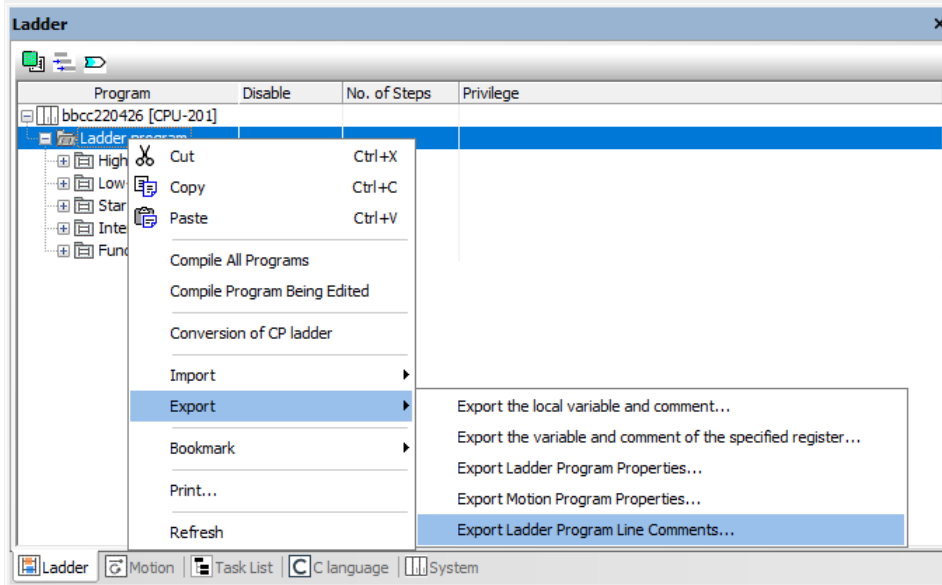 Ladder
Program Disable No. of Steps Privilege
bbcc220426 [CPU-201]
Ladder program
High
Low-
Star
Inte
Func
Cut Ctrl+X
Copy Ctrl+C
Paste Ctrl+V
Compile All Programs
Compile Program Being Edited
Conversion of CP ladder
Import
Export
Bookmark
Print...
Refresh
Export the local variable and comment...
Export the variable and comment of the specified register...
Export Ladder Program Properties...
Export Motion Program Properties...
Export Ladder Program Line Comments...
Ladder Motion Task List C C language System